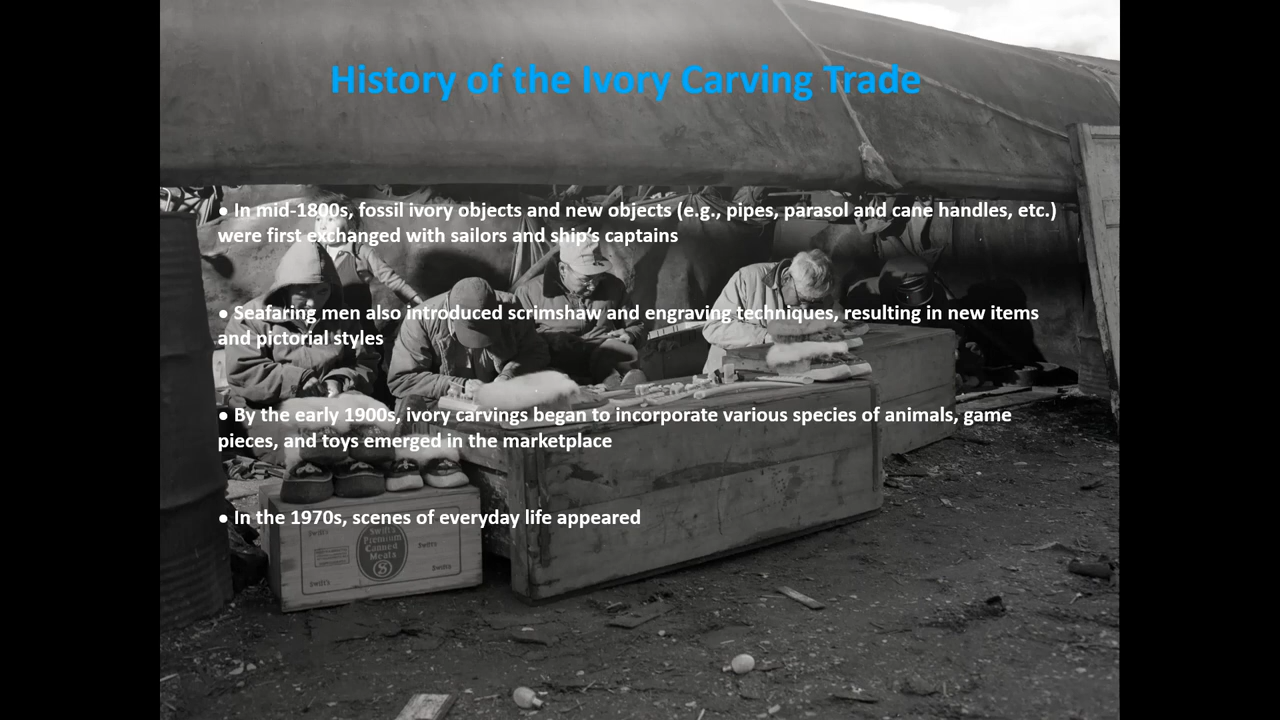 History of the Ivory Carving Trade
● In mid-1800s, fossil ivory objects and new objects (e.g., pipes, parasol and cane handles, etc.)
were first exchanged with sailors and ship’s captains
● Seafaring men also introduced scrimshaw and engraving techniques, resulting in new items
and pictorial styles
● By the early 1900s, ivory carvings began to incorporate various species of animals, game
pieces, and toys emerged in the marketplace
● In the 1970s, scenes of everyday life appeared
Swift's
Swift's
Premium
Canned
Meats
S
Swift's
Swift's
Swift's